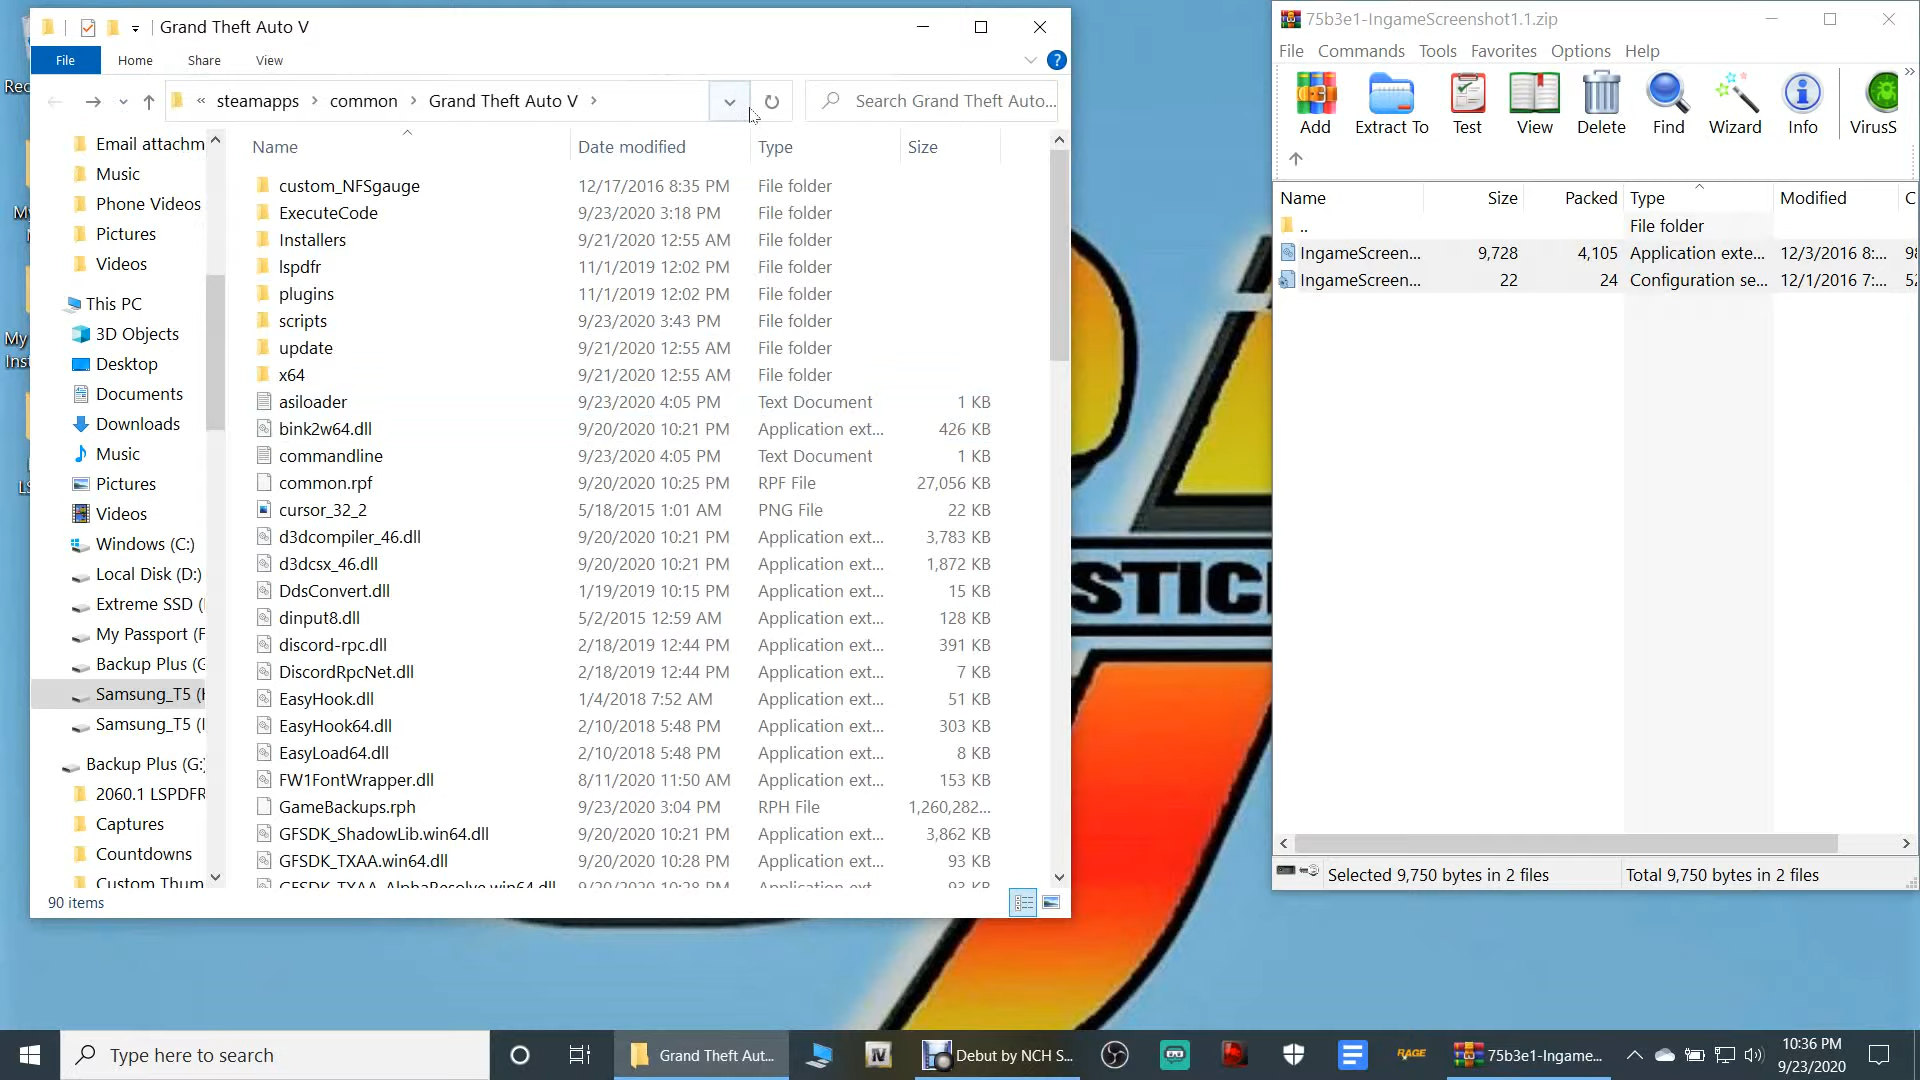 Grand Theft Auto V
File Home Share View
« steamapps > common > Grand Theft Auto V >
Search Grand Theft Auto...
Email attachm
Music
Phone Videos
Pictures
Videos
This PC
3D Objects
Desktop
Documents
Downloads
Music
Pictures
Videos
Windows (C:)
Local Disk (D:)
Extreme SSD (
My Passport (F
Backup Plus (G
Samsung_T5 (
Samsung_T5 (
Backup Plus (G:)
2060.1 LSPDFR
Captures
Countdowns
Custom Thum
Name Date modified Type Size
custom_NFSgauge 12/17/2016 8:35 PM File folder
ExecuteCode 9/23/2020 3:18 PM File folder
Installers 9/21/2020 12:55 AM File folder
lspdfr 11/1/2019 12:02 PM File folder
plugins 11/1/2019 12:02 PM File folder
scripts 9/23/2020 3:43 PM File folder
update 9/21/2020 12:55 AM File folder
x64 9/21/2020 12:55 AM File folder
asiloader 9/23/2020 4:05 PM Text Document 1 KB
bink2w64.dll 9/20/2020 10:21 PM Application ext... 426 KB
commandline 9/23/2020 4:05 PM Text Document 1 KB
common.rpf 9/20/2020 10:25 PM RPF File 27,056 KB
cursor_32_2 5/18/2015 1:01 AM PNG File 22 KB
d3dcompiler_46.dll 9/20/2020 10:21 PM Application ext... 3,783 KB
d3dcsx_46.dll 9/20/2020 10:21 PM Application ext... 1,872 KB
DdsConvert.dll 1/19/2019 10:15 PM Application ext... 15 KB
dinput8.dll 5/2/2015 12:59 AM Application ext... 128 KB
discord-rpc.dll 2/18/2019 12:44 PM Application ext... 391 KB
DiscordRpcNet.dll 2/18/2019 12:44 PM Application ext... 7 KB
EasyHook.dll 1/4/2018 7:52 AM Application ext... 51 KB
EasyHook64.dll 2/10/2018 5:48 PM Application ext... 303 KB
EasyLoad64.dll 2/10/2018 5:48 PM Application ext... 8 KB
FW1FontWrapper.dll 8/11/2020 11:50 AM Application ext... 153 KB
GameBackups.rph 9/23/2020 3:04 PM RPH File 1,260,282...
GFSDK_ShadowLib.win64.dll 9/20/2020 10:21 PM Application ext... 3,862 KB
GFSDK_TXAA.win64.dll 9/20/2020 10:28 PM Application ext... 93 KB
GFSDK_TXAA_AlphaResolve.win64.dll 9/20/2020 10:28 PM Application ext... 93 KB
90 items
75b3e1-IngameScreenshot1.1.zip
File Commands Tools Favorites Options Help
Add Extract To Test View Delete Find Wizard Info VirusS
Name Size Packed Type Modified C
.. File folder
IngameScreen... 9,728 4,105 Application exte... 12/3/2016 8:...
IngameScreen... 22 24 Configuration se... 12/1/2016 7:...
Selected 9,750 bytes in 2 files Total 9,750 bytes in 2 files
STIC
Type here to search
Grand Theft Aut...
IV
Debut by NCH S...
RAGE
75b3e1-Ingame...
10:36 PM
9/23/2020